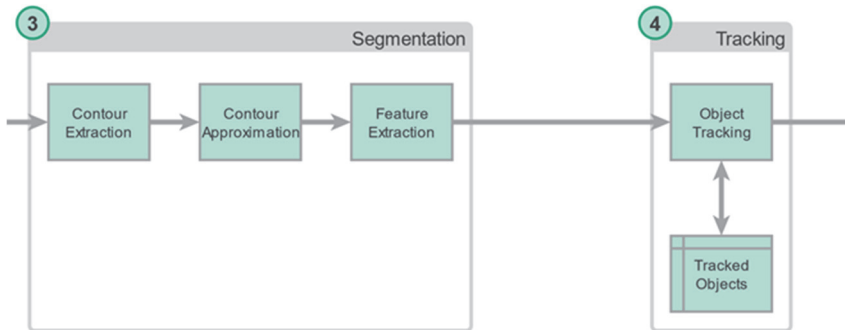 3
Segmentation
Contour
Extraction
Contour
Approximation
Feature
Extraction
4
Tracking
Object
Tracking
Tracked
Objects